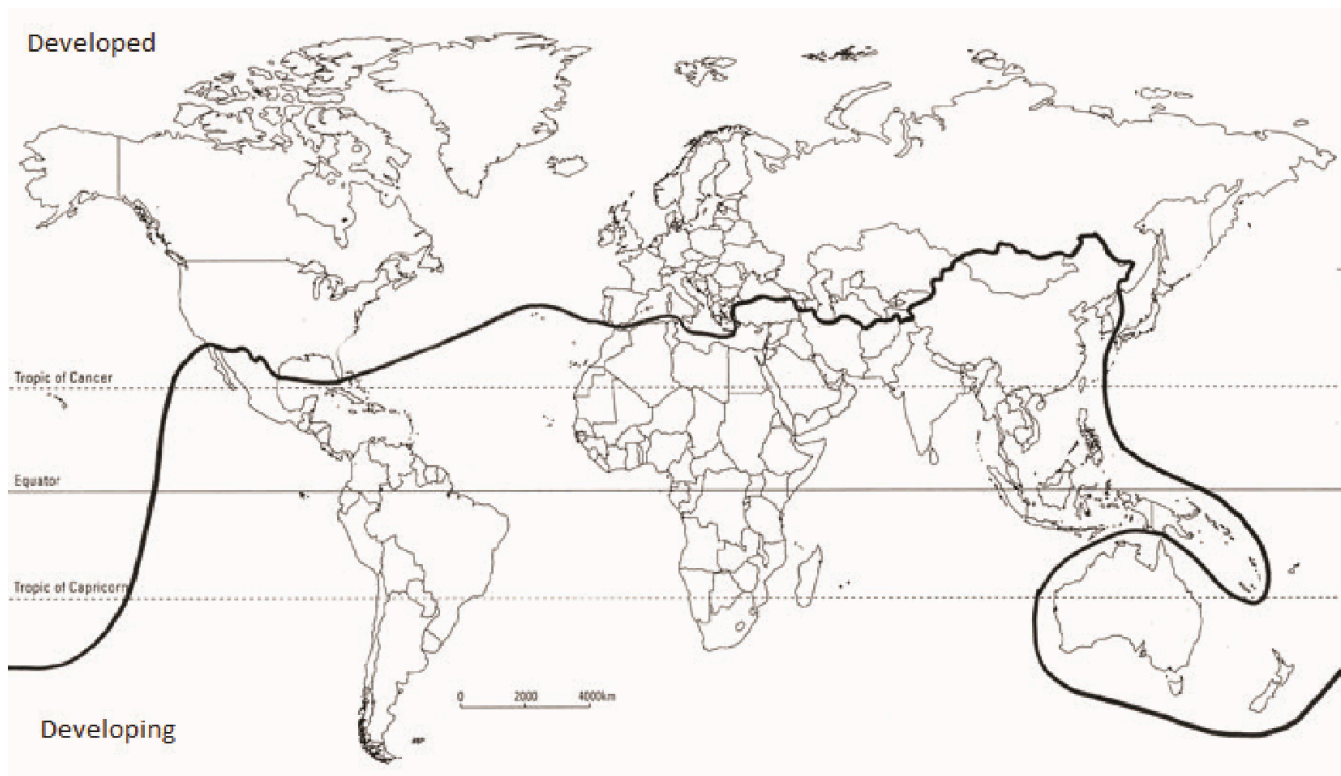 Developed
Tropic of Cancer
Equator
Tropic of Capricorn
0 2000 4000km
Developing